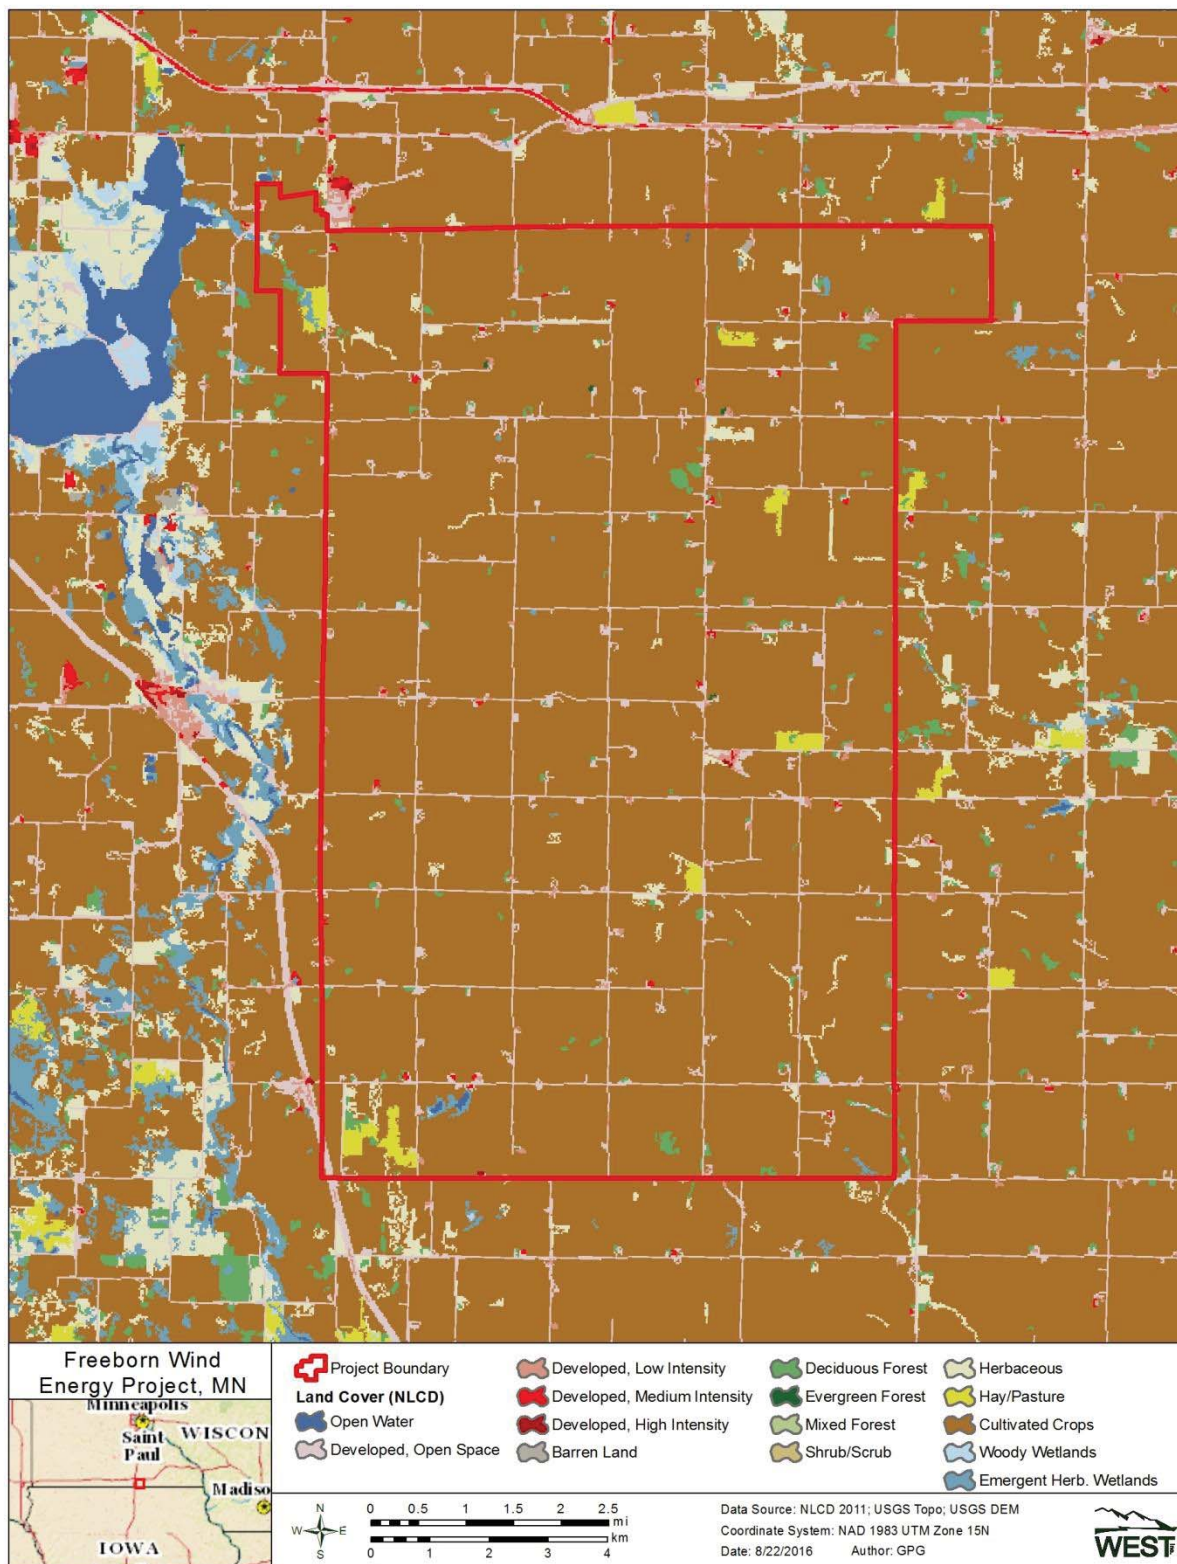 Freeborn Wind
Energy Project, MN
Minneapolis
Saint
Paul
WISCON
Madiso
IOWA
Project Boundary
Land Cover (NLCD)
Open Water
Developed, Open Space
Developed, Low Intensity
Developed, Medium Intensity
Developed, High Intensity
Barren Land
Deciduous Forest
Evergreen Forest
Mixed Forest
Shrub/Scrub
Herbaceous
Hay/Pasture
Cultivated Crops
Woody Wetlands
Emergent Herb. Wetlands
N
W E
S
0 0.5 1 1.5 2 2.5
mi
km
0 1 2 3 4
Data Source: NLCD 2011; USGS Topo; USGS DEM
Coordinate System: NAD 1983 UTM Zone 15N
Date: 8/22/2016 Author: GPG
WEST